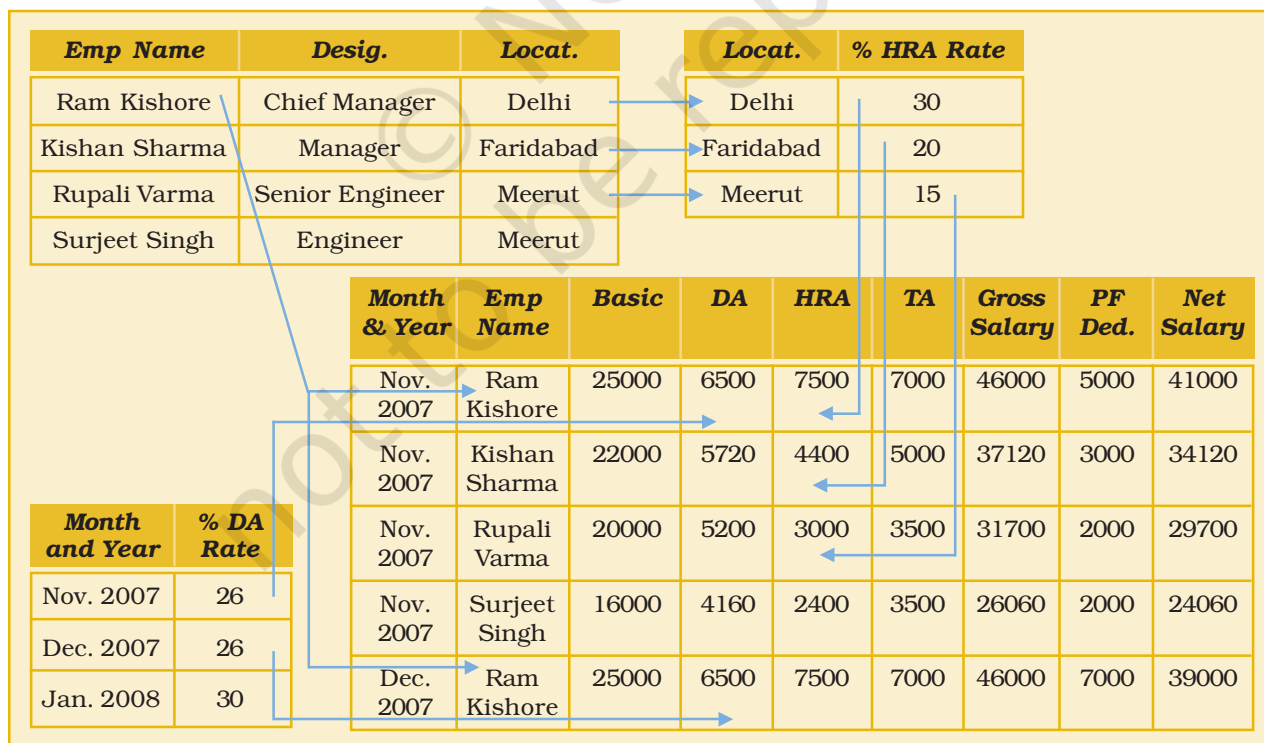 Emp Name Desig. Locat.
Ram Kishore Chief Manager Delhi
Kishan Sharma Manager Faridabad
Rupali Varma Senior Engineer Meerut
Surjeet Singh Engineer Meerut
Locat. % HRA Rate
Delhi 30
Faridabad 20
Meerut 15
Month Emp Basic DA HRA TA Gross PF Net
& Year Name Salary Ded. Salary
Nov. Ram 25000 6500 7500 7000 46000 5000 41000
2007 Kishore
Nov. Kishan 22000 5720 4400 5000 37120 3000 34120
2007 Sharma
Nov. Rupali 20000 5200 3000 3500 31700 2000 29700
2007 Varma
Nov. Surjeet 16000 4160 2400 3500 26060 2000 24060
2007 Singh
Dec. Ram 25000 6500 7500 7000 46000 7000 39000
2007 Kishore
Month % DA
and Year Rate
Nov. 2007 26
Dec. 2007 26
Jan. 2008 30
not to be rep